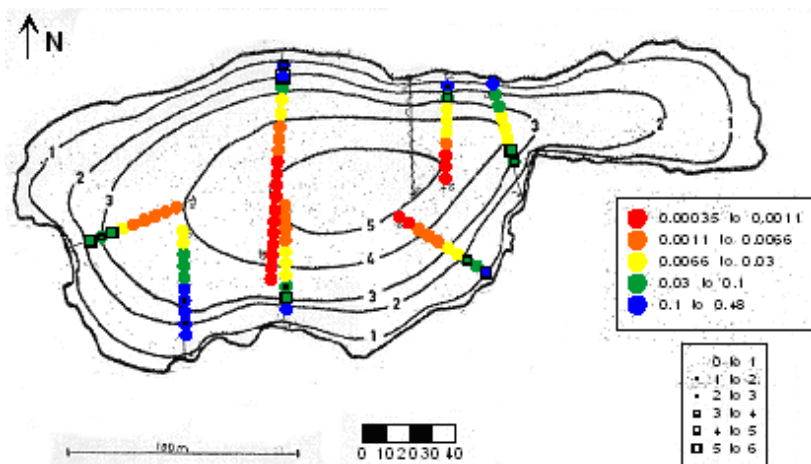 N
1
2
3
3
2
1
5
4
3
2
1
0.00035 to 0.0011
0.0011 to 0.0066
0.0066 to 0.03
0.03 to 0.1
0.1 to 0.48
0 to 1
1 to 2
2 to 3
3 to 4
4 to 5
5 to 6
100m
0 10 20 30 40